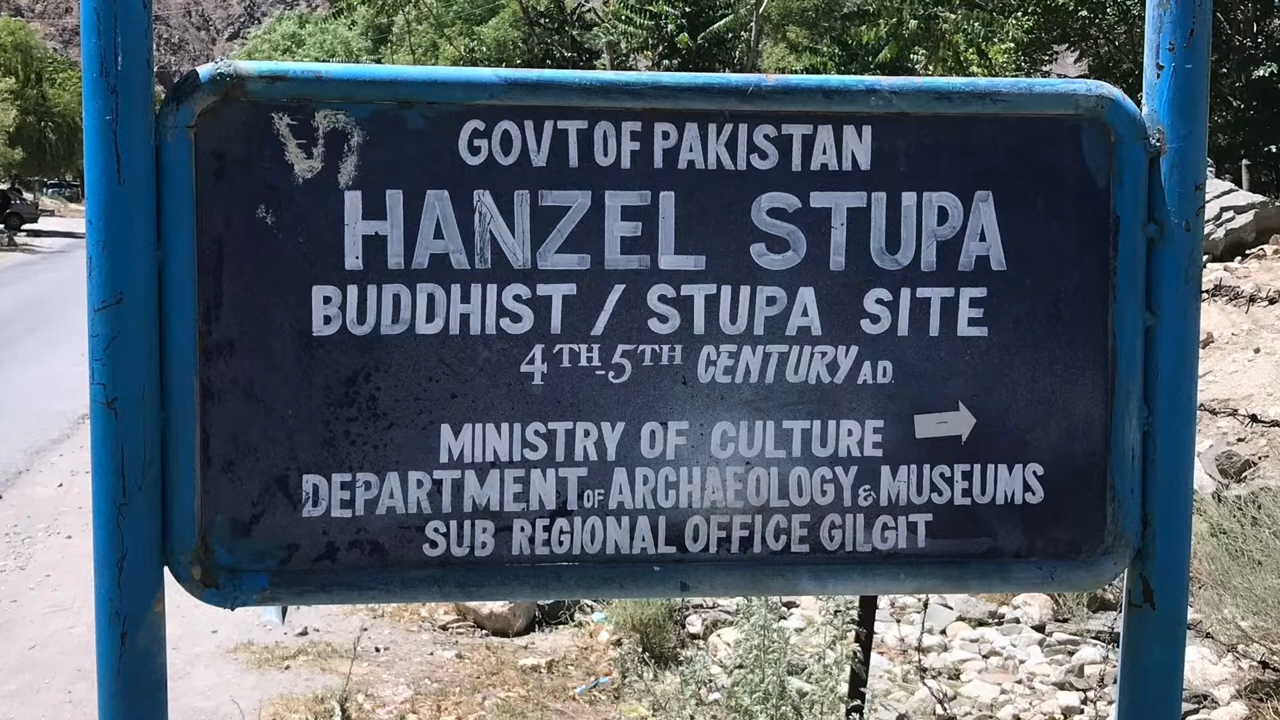 GOVT OF PAKISTAN
HANZEL STUPA
BUDDHIST / STUPA SITE
4TH-5TH CENTURY A.D.
MINISTRY OF CULTURE
DEPARTMENT OF ARCHAEOLOGY & MUSEUMS
SUB REGIONAL OFFICE GILGIT